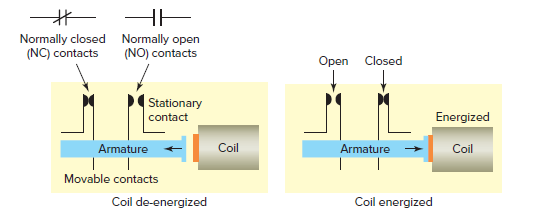 Normally closed
(NC) contacts
Normally open
(NO) contacts
Stationary
contact
Armature
Coil
Movable contacts
Coil de-energized
Open
Closed
Energized
Armature
Coil
Coil energized